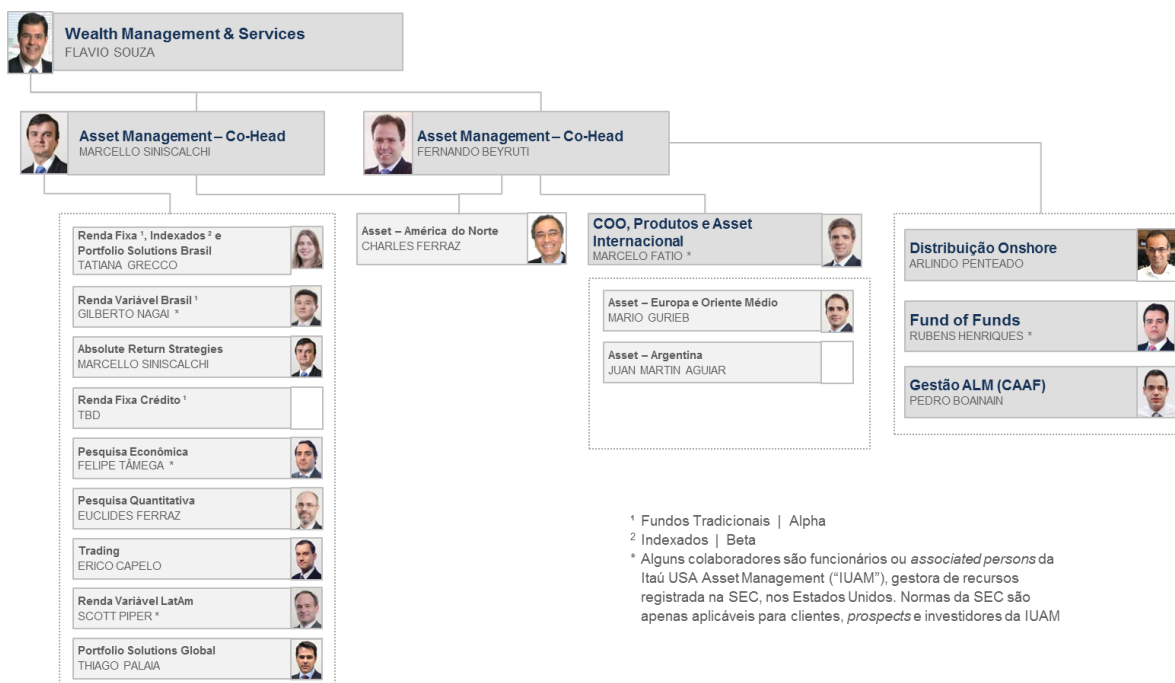 Wealth Management & Services
FLAVIO SOUZA
Asset Management – Co-Head
MARCELLO SINISCALCHI
Asset Management – Co-Head
FERNANDO BEYRUTI
Renda Fixa ¹, Indexados ² e
Portfolio Solutions Brasil
TATIANA GRECCO
Renda Variável Brasil ¹
GILBERTO NAGAI *
Absolute Return Strategies
MARCELLO SINISCALCHI
Renda Fixa Crédito ¹
TBD
Pesquisa Econômica
FELIPE TÂMEGA *
Pesquisa Quantitativa
EUCLIDES FERRAZ
Trading
ERICO CAPELO
Renda Variável LatAm
SCOTT PIPER *
Portfolio Solutions Global
THIAGO PALAIA
Asset – América do Norte
CHARLES FERRAZ
COO, Produtos e Asset
Internacional
MARCELO FATIO *
Asset – Europa e Oriente Médio
MARIO GURIEB
Asset – Argentina
JUAN MARTIN AGUIAR
Distribuição Onshore
ARLINDO PENTEADO
Fund of Funds
RUBENS HENRIQUES *
Gestão ALM (CAAF)
PEDRO BOAINAIN
¹ Fundos Tradicionais | Alpha
² Indexados | Beta
* Alguns colaboradores são funcionários ou associated persons da
Itaú USA Asset Management (“IUAM”), gestora de recursos
registrada na SEC, nos Estados Unidos. Normas da SEC são
apenas aplicáveis para clientes, prospects e investidores da IUAM